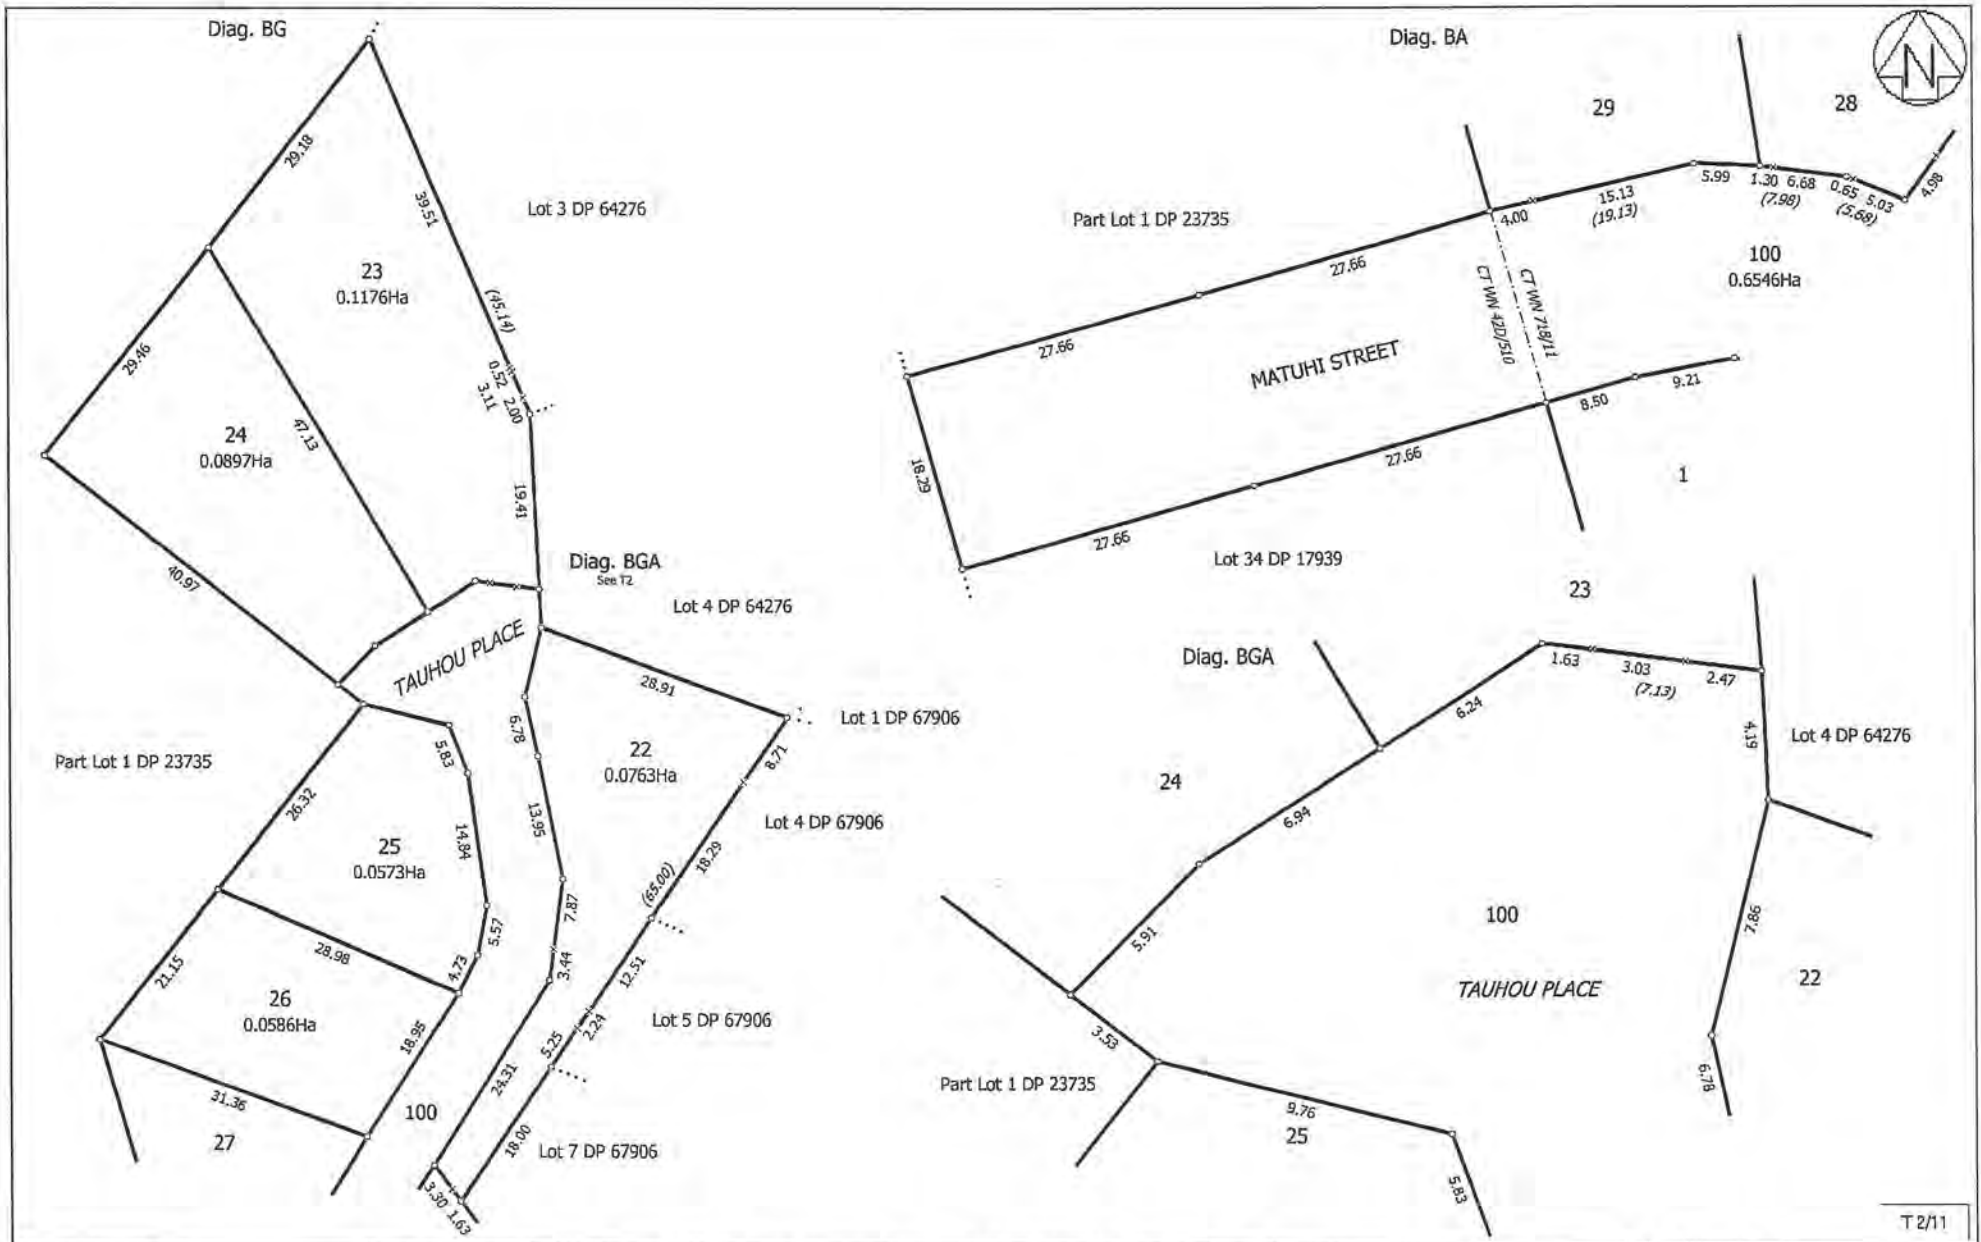 Diag. BG
29.18
39.51
Lot 3 DP 64276
23
0.1176Ha
(45.14)
0.52
3.11
2.00
29.46
47.13
24
0.0897Ha
19.41
40.97
Diag. BGA
See T2
Lot 4 DP 64276
TAUHOU PLACE
28.91
Lot 1 DP 67906
6.78
22
0.0763Ha
8.71
Part Lot 1 DP 23735
5.83
26.32
13.95
Lot 4 DP 67906
14.84
25
0.0573Ha
18.29
(65.00)
7.87
5.57
28.98
4.73
3.44
12.51
21.15
26
0.0586Ha
Lot 5 DP 67906
2.24
5.25
18.95
24.31
31.36
100
27
18.00
Lot 7 DP 67906
3.30
1.63
Diag. BA
N
29
28
5.99
1.30
6.68
(7.98)
0.65
5.03
(5.68)
4.98
15.13
(19.13)
4.00
Part Lot 1 DP 23735
27.66
100
0.6546Ha
CT WN 42D/510
CT WN 718/11
27.66
MATUHI STREET
9.21
8.50
18.29
27.66
1
27.66
Lot 34 DP 17939
23
Diag. BGA
1.63
3.03
(7.13)
2.47
6.24
4.19
Lot 4 DP 64276
24
6.94
100
7.86
5.91
TAUHOU PLACE
22
3.53
Part Lot 1 DP 23735
6.78
9.76
25
5.83
T 2/11